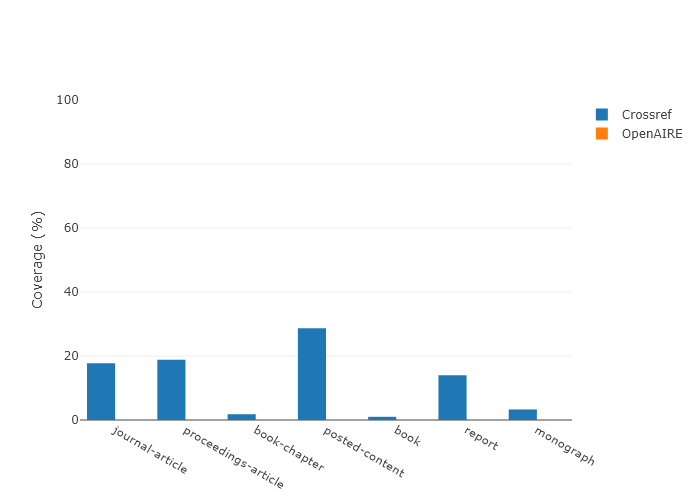 100
80
60
40
20
0
Coverage (%)
journal-article
proceedings-article
book-chapter
posted-content
book
report
monograph
Crossref
OpenAIRE